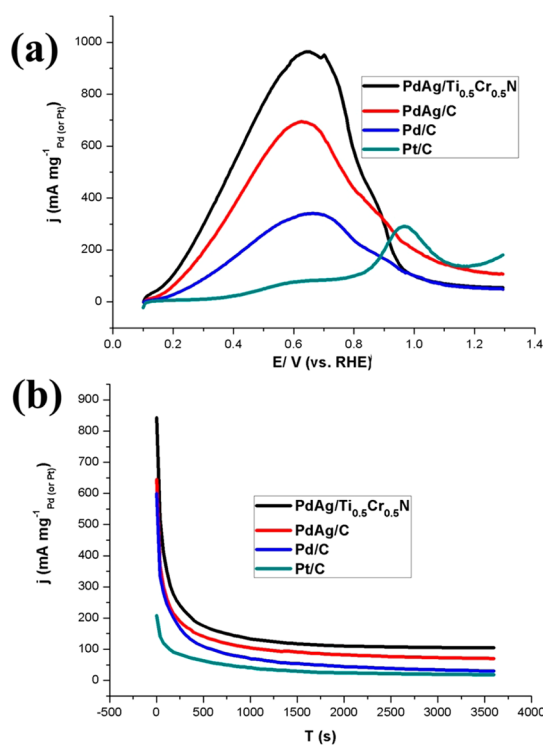 (a)
1000
800
600
400
200
0
j (mA mg⁻¹ Pd (or Pt))
PdAg/Ti₀.₅Cr₀.₅N
PdAg/C
Pd/C
Pt/C
0.0 0.2 0.4 0.6 0.8 1.0 1.2 1.4
E/ V (vs. RHE)
(b)
900
800
700
600
500
400
300
200
100
0
j (mA mg⁻¹ Pd (or Pt))
PdAg/Ti₀.₅Cr₀.₅N
PdAg/C
Pd/C
Pt/C
-500 0 500 1000 1500 2000 2500 3000 3500 4000
T (s)